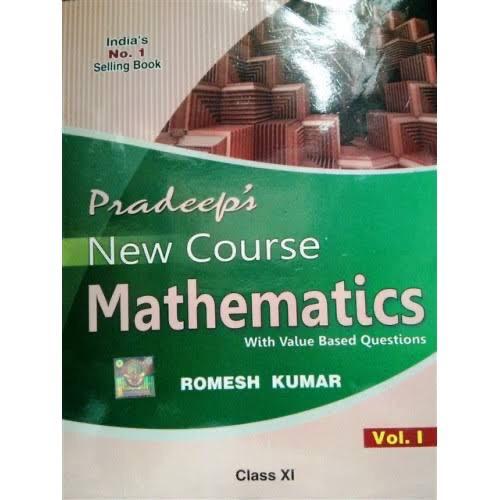 India's
No. 1
Selling Book
Pradeep's
New Course
Mathematics
With Value Based Questions
ROMESH KUMAR
Vol. I
Class XI